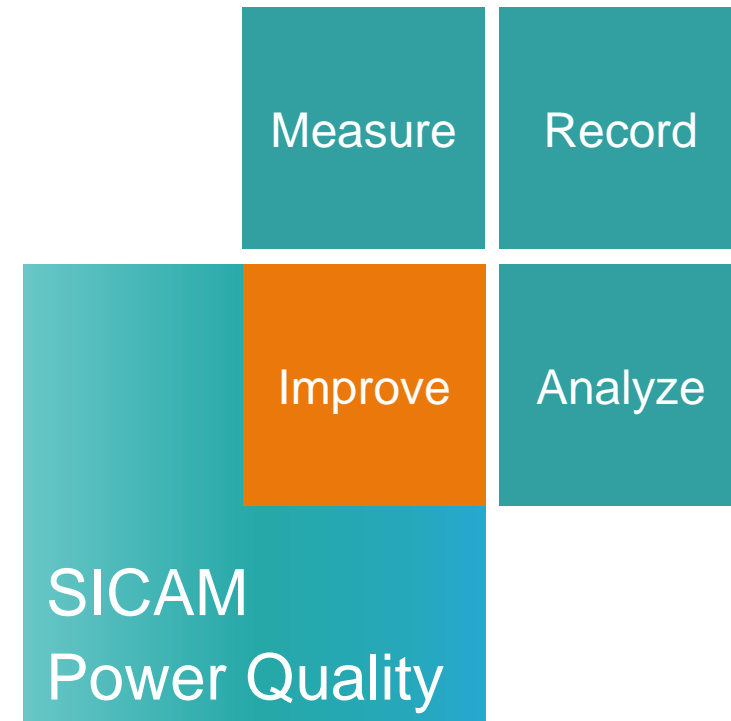 Measure
Record
Improve
Analyze
SICAM
Power Quality